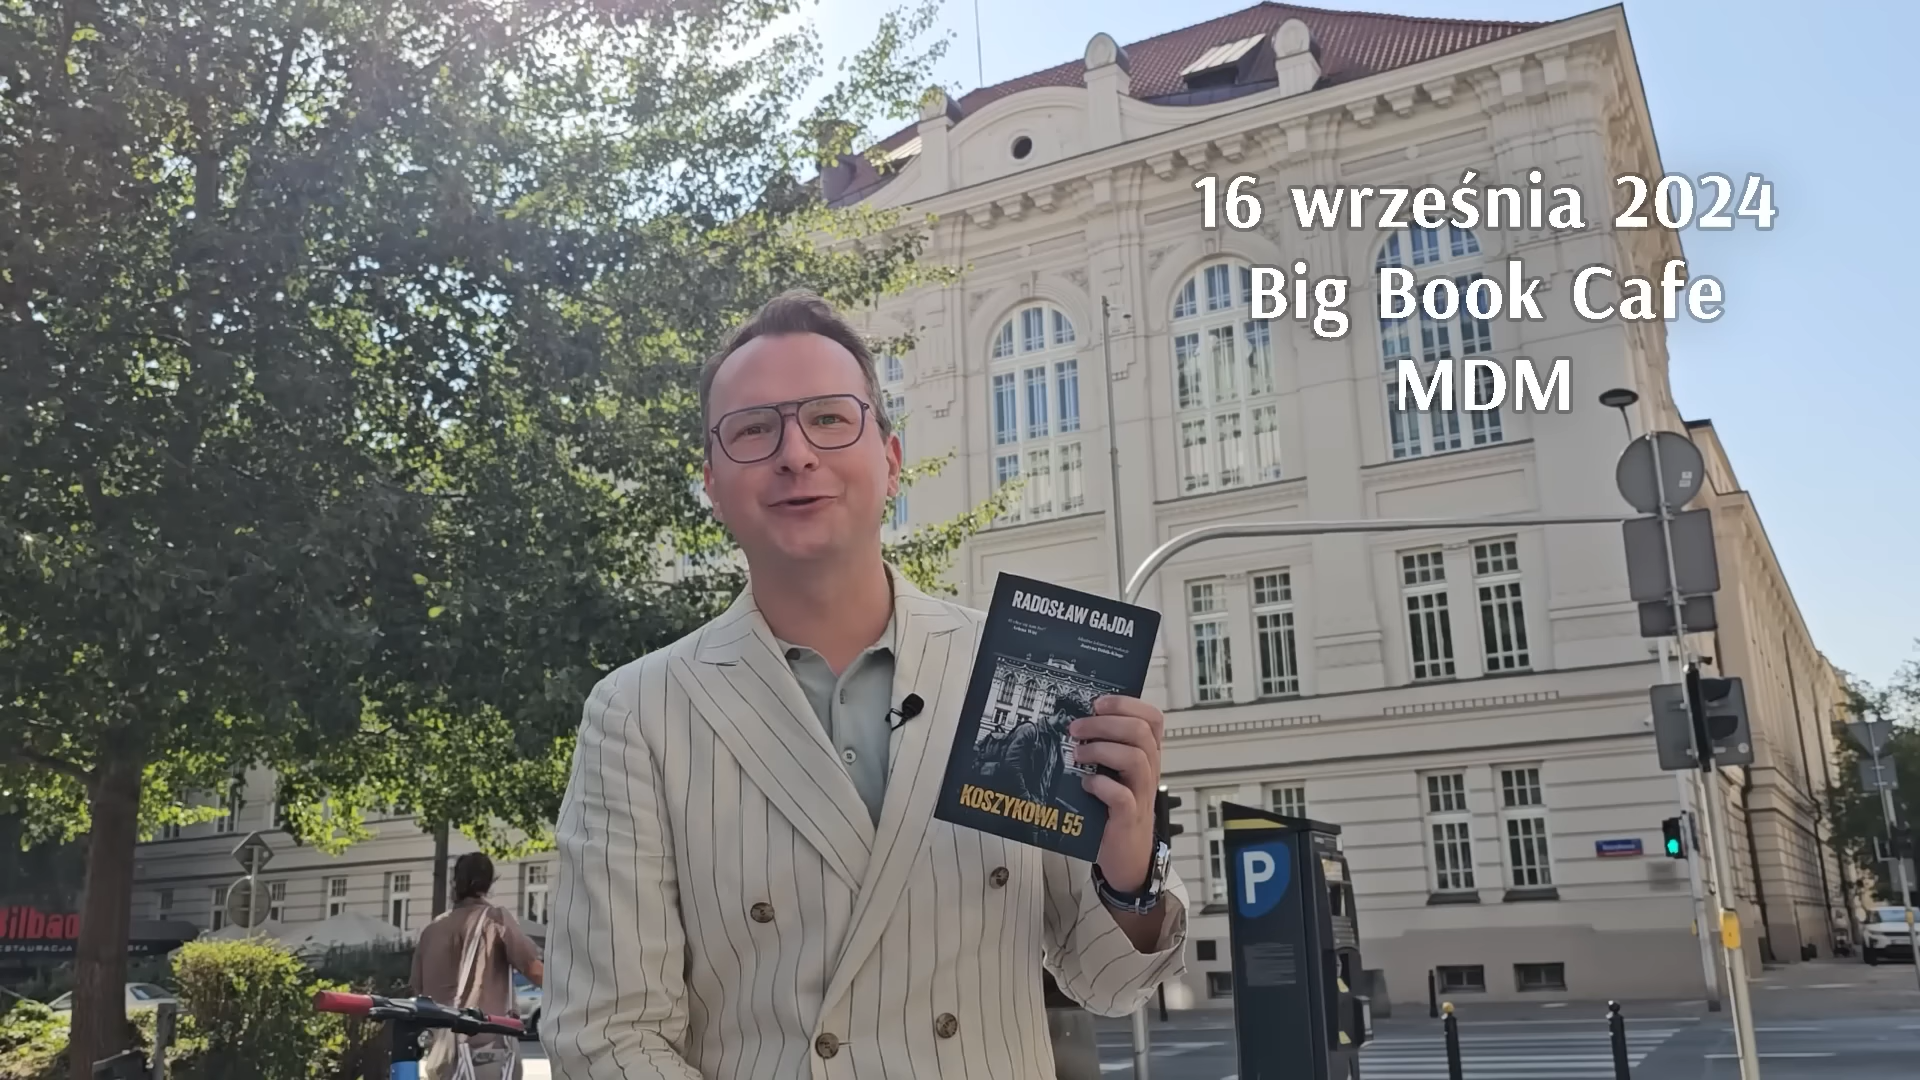 16 września 2024
Big Book Cafe
MDM
RADOSŁAW GAJDA
KOSZYKOWA 55
P
Bilbao